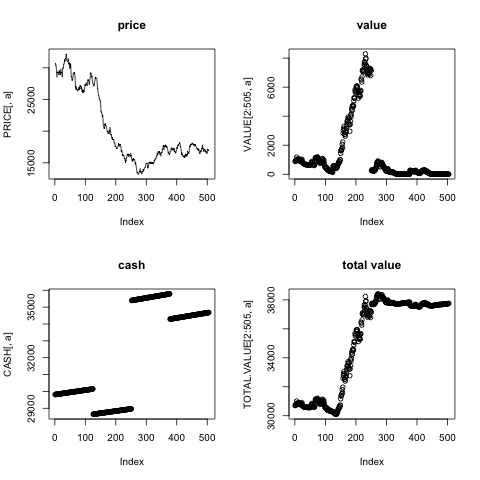 price
PRICE[, a]
15000
25000
0 100 200 300 400 500
Index
value
VALUE[2:505, a]
0 2000 6000
0 100 200 300 400 500
Index
cash
CASH[, a]
29000 32000 35000
0 100 200 300 400 500
Index
total value
TOTAL.VALUE[2:505, a]
30000 34000 38000
0 100 200 300 400 500
Index